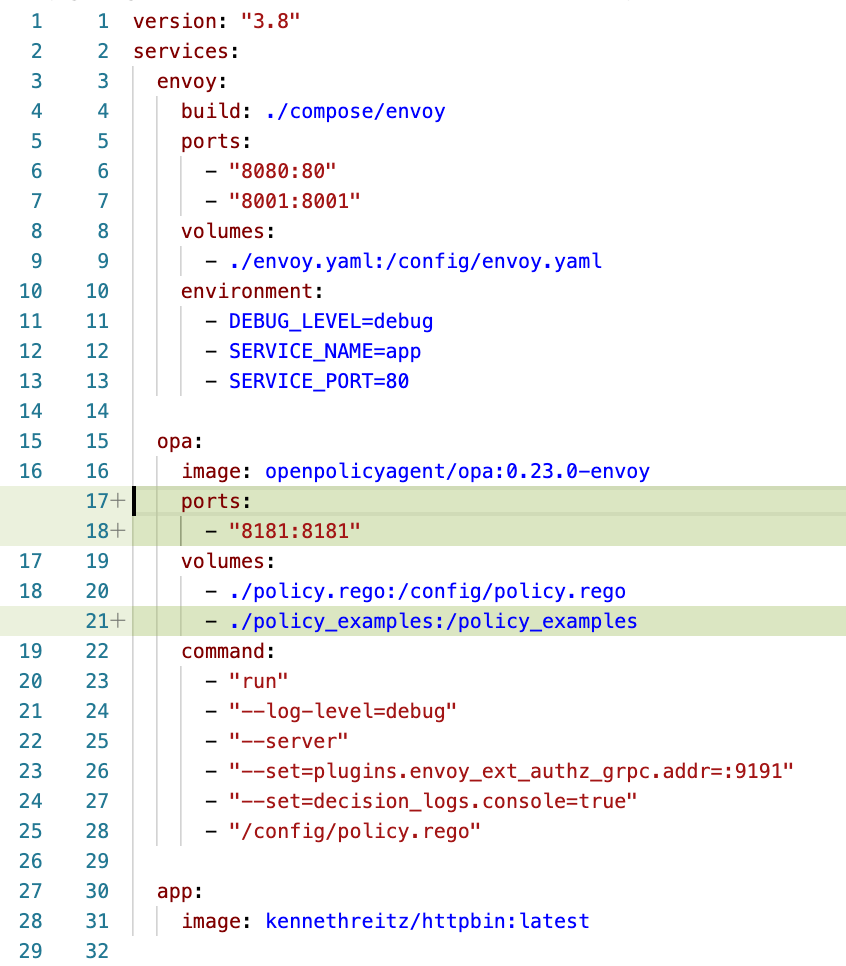 1 1 version: "3.8"
2 2 services:
3 3   envoy:
4 4     build: ./compose/envoy
5 5     ports:
6 6       - "8080:80"
7 7       - "8001:8001"
8 8     volumes:
9 9       - ./envoy.yaml:/config/envoy.yaml
10 10     environment:
11 11       - DEBUG_LEVEL=debug
12 12       - SERVICE_NAME=app
13 13       - SERVICE_PORT=80
14 14
15 15   opa:
16 16     image: openpolicyagent/opa:0.23.0-envoy
17+     ports:
18+       - "8181:8181"
17 19     volumes:
18 20       - ./policy.rego:/config/policy.rego
21+       - ./policy_examples:/policy_examples
19 22     command:
20 23       - "run"
21 24       - "--log-level=debug"
22 25       - "--server"
23 26       - "--set=plugins.envoy_ext_authz_grpc.addr=:9191"
24 27       - "--set=decision_logs.console=true"
25 28       - "/config/policy.rego"
26 29
27 30   app:
28 31     image: kennethreitz/httpbin:latest
29 32